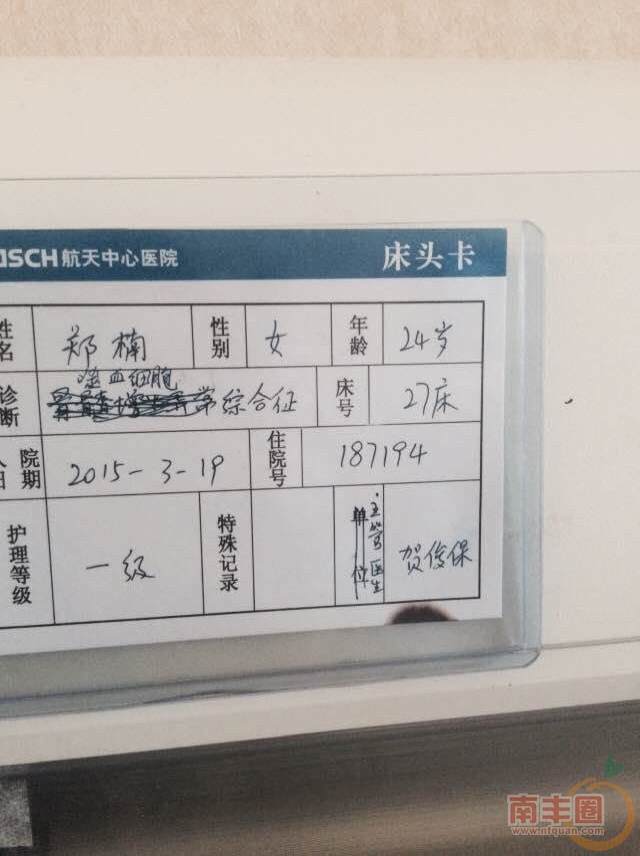 ASCH航天中心医院 床头卡
姓名 郑楠 性别 女 年龄 24岁
诊断 噬血细胞综合征 床号 27床
入院日期 2015-3-19 住院号 187194
护理等级 一级 特殊记录 单位 主管医生 贺俊保
南丰圈
www.nfquan.com